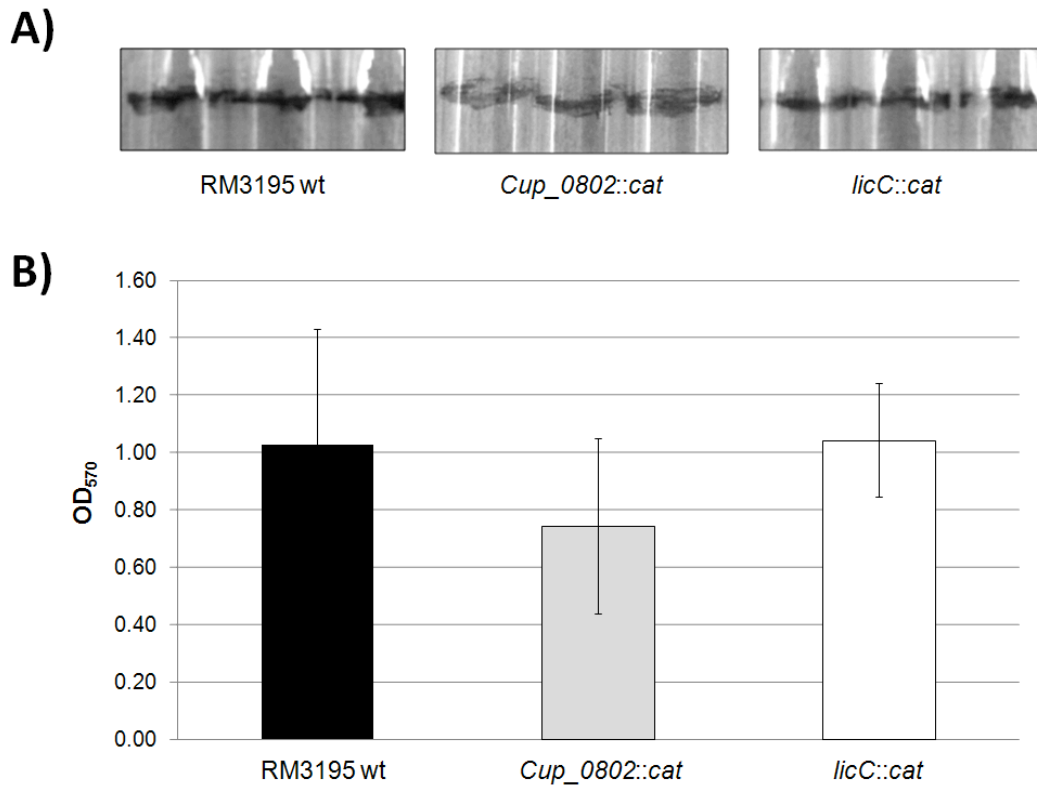 A)
RM3195 wt
Cup_0802::cat
licC::cat
B)
1.60
1.40
1.20
1.00
0.80
0.60
0.40
0.20
0.00
OD570
RM3195 wt
Cup_0802::cat
licC::cat